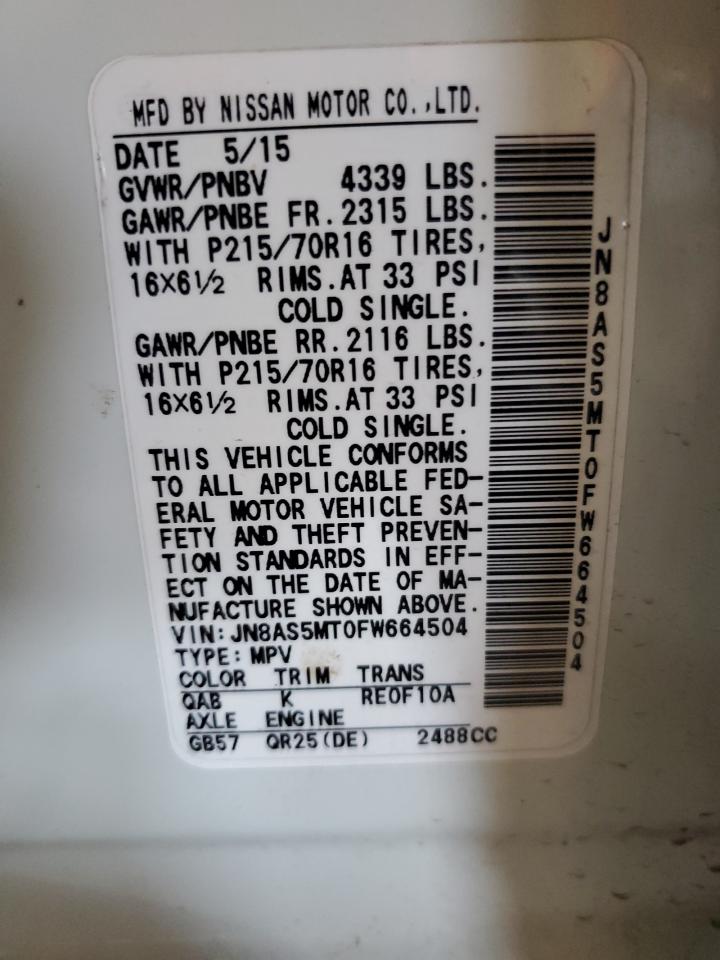 MFD BY NISSAN MOTOR CO.,LTD.
DATE 5/15
GVWR/PNBV 4339 LBS.
GAWR/PNBE FR.2315 LBS.
WITH P215/70R16 TIRES,
16X6½ RIMS.AT 33 PSI
COLD SINGLE.
GAWR/PNBE RR.2116 LBS.
WITH P215/70R16 TIRES,
16X6½ RIMS.AT 33 PSI
COLD SINGLE.
THIS VEHICLE CONFORMS
TO ALL APPLICABLE FED-
ERAL MOTOR VEHICLE SA-
FETY AND THEFT PREVEN-
TION STANDARDS IN EFF-
ECT ON THE DATE OF MA-
NUFACTURE SHOWN ABOVE.
VIN:JN8AS5MT0FW664504
TYPE:MPV
COLOR TRIM TRANS
QAB K RE0F10A
AXLE ENGINE
GB57 QR25(DE) 2488CC
JN8AS5MT0FW664504